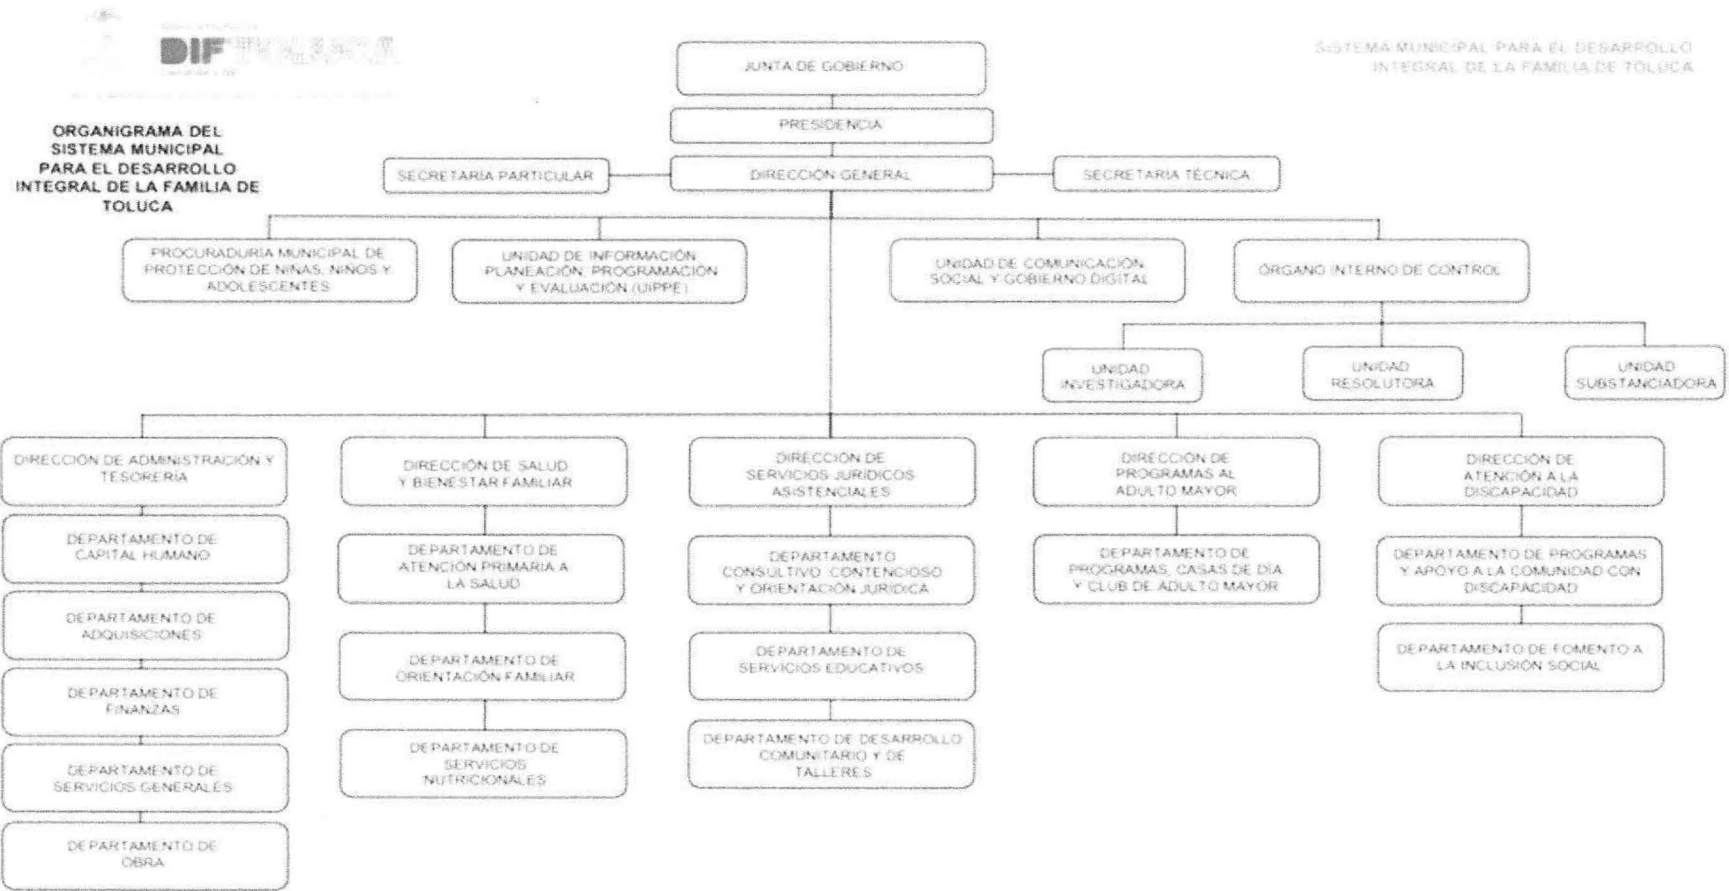 DIF TOLUCA
SISTEMA MUNICIPAL PARA EL DESARROLLO
INTEGRAL DE LA FAMILIA DE TOLUCA
ORGANIGRAMA DEL
SISTEMA MUNICIPAL
PARA EL DESARROLLO
INTEGRAL DE LA FAMILIA DE
TOLUCA
JUNTA DE GOBIERNO
PRESIDENCIA
SECRETARÍA PARTICULAR
DIRECCIÓN GENERAL
SECRETARÍA TÉCNICA
PROCURADURÍA MUNICIPAL DE
PROTECCIÓN DE NIÑAS, NIÑOS Y
ADOLESCENTES
UNIDAD DE INFORMACIÓN
PLANEACIÓN, PROGRAMACIÓN
Y EVALUACIÓN (UIPPE)
UNIDAD DE COMUNICACIÓN
SOCIAL Y GOBIERNO DIGITAL
ÓRGANO INTERNO DE CONTROL
UNIDAD
INVESTIGADORA
UNIDAD
RESOLUTORA
UNIDAD
SUBSTANCIADORA
DIRECCIÓN DE ADMINISTRACIÓN Y
TESORERÍA
DEPARTAMENTO DE
CAPITAL HUMANO
DEPARTAMENTO DE
ADQUISICIONES
DEPARTAMENTO DE
FINANZAS
DEPARTAMENTO DE
SERVICIOS GENERALES
DEPARTAMENTO DE
OBRA
DIRECCIÓN DE SALUD
Y BIENESTAR FAMILIAR
DEPARTAMENTO DE
ATENCIÓN PRIMARIA A
LA SALUD
DEPARTAMENTO DE
ORIENTACIÓN FAMILIAR
DEPARTAMENTO DE
SERVICIOS
NUTRICIONALES
DIRECCIÓN DE
SERVICIOS JURÍDICOS
ASISTENCIALES
DEPARTAMENTO
CONSULTIVO, CONTENCIOSO
Y ORIENTACIÓN JURÍDICA
DEPARTAMENTO DE
SERVICIOS EDUCATIVOS
DEPARTAMENTO DE DESARROLLO
COMUNITARIO Y DE
TALLERES
DIRECCIÓN DE
PROGRAMAS AL
ADULTO MAYOR
DEPARTAMENTO DE
PROGRAMAS, CASAS DE DÍA
Y CLUB DE ADULTO MAYOR
DIRECCIÓN DE
ATENCIÓN A LA
DISCAPACIDAD
DEPARTAMENTO DE PROGRAMAS
Y APOYO A LA COMUNIDAD CON
DISCAPACIDAD
DEPARTAMENTO DE FOMENTO A
LA INCLUSIÓN SOCIAL